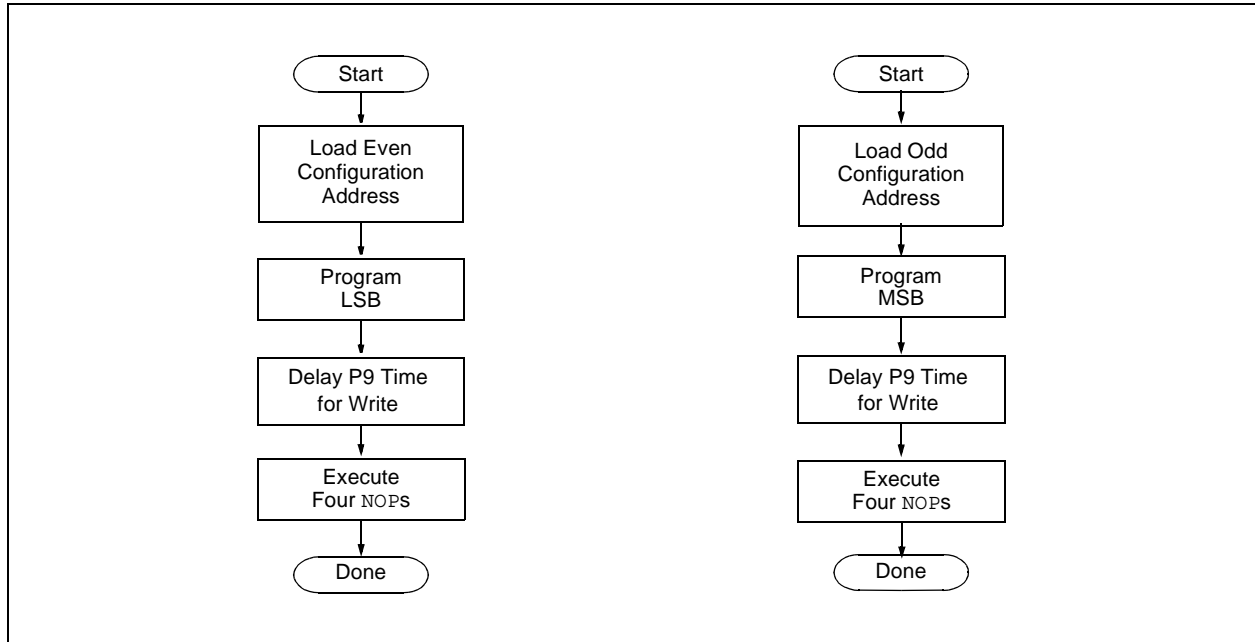 Start
Load Even
Configuration
Address
Program
LSB
Delay P9 Time
for Write
Execute
Four NOPs
Done
Start
Load Odd
Configuration
Address
Program
MSB
Delay P9 Time
for Write
Execute
Four NOPs
Done